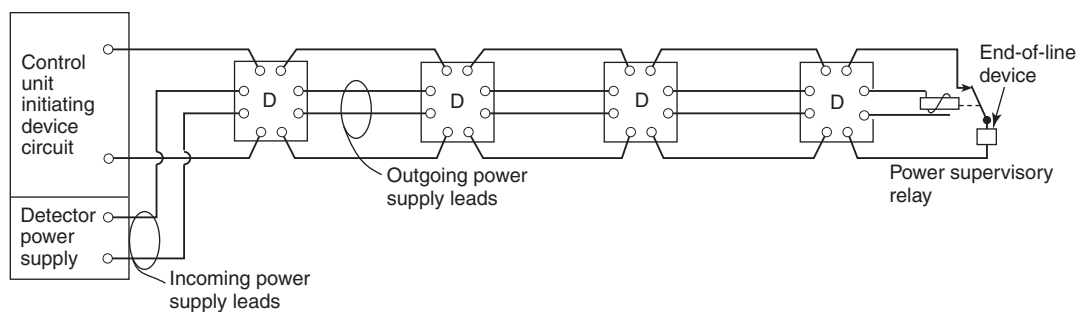 Control
unit
initiating
device
circuit
D
D
D
D
End-of-line
device
Outgoing power
supply leads
Power supervisory
relay
Detector
power
supply
Incoming power
supply leads